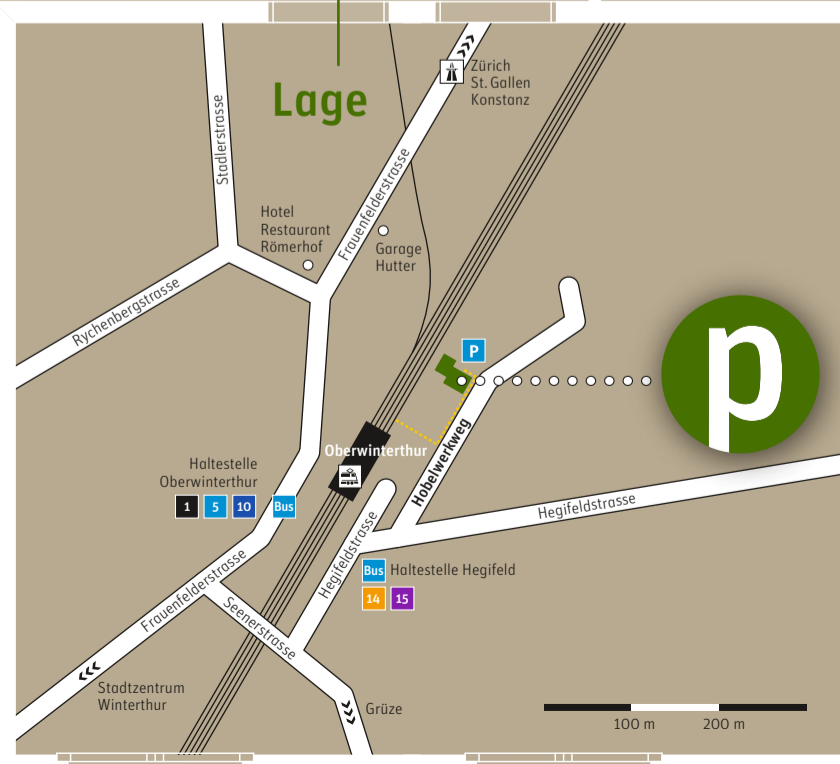 Lage
Zürich
St. Gallen
Konstanz
Stadlerstrasse
Frauenfelderstrasse
Hotel
Restaurant
Römerhof
Garage
Hutter
Rychenbergstrasse
P
p
Oberwinterthur
Hobelwerkweg
Haltestelle
Oberwinterthur
1 5 10 Bus
Hegifeldstrasse
Hegifeldstrasse
Bus Haltestelle Hegifeld
14 15
Frauenfelderstrasse
Seenerstrasse
Stadtzentrum
Winterthur
Grüze
100 m 200 m